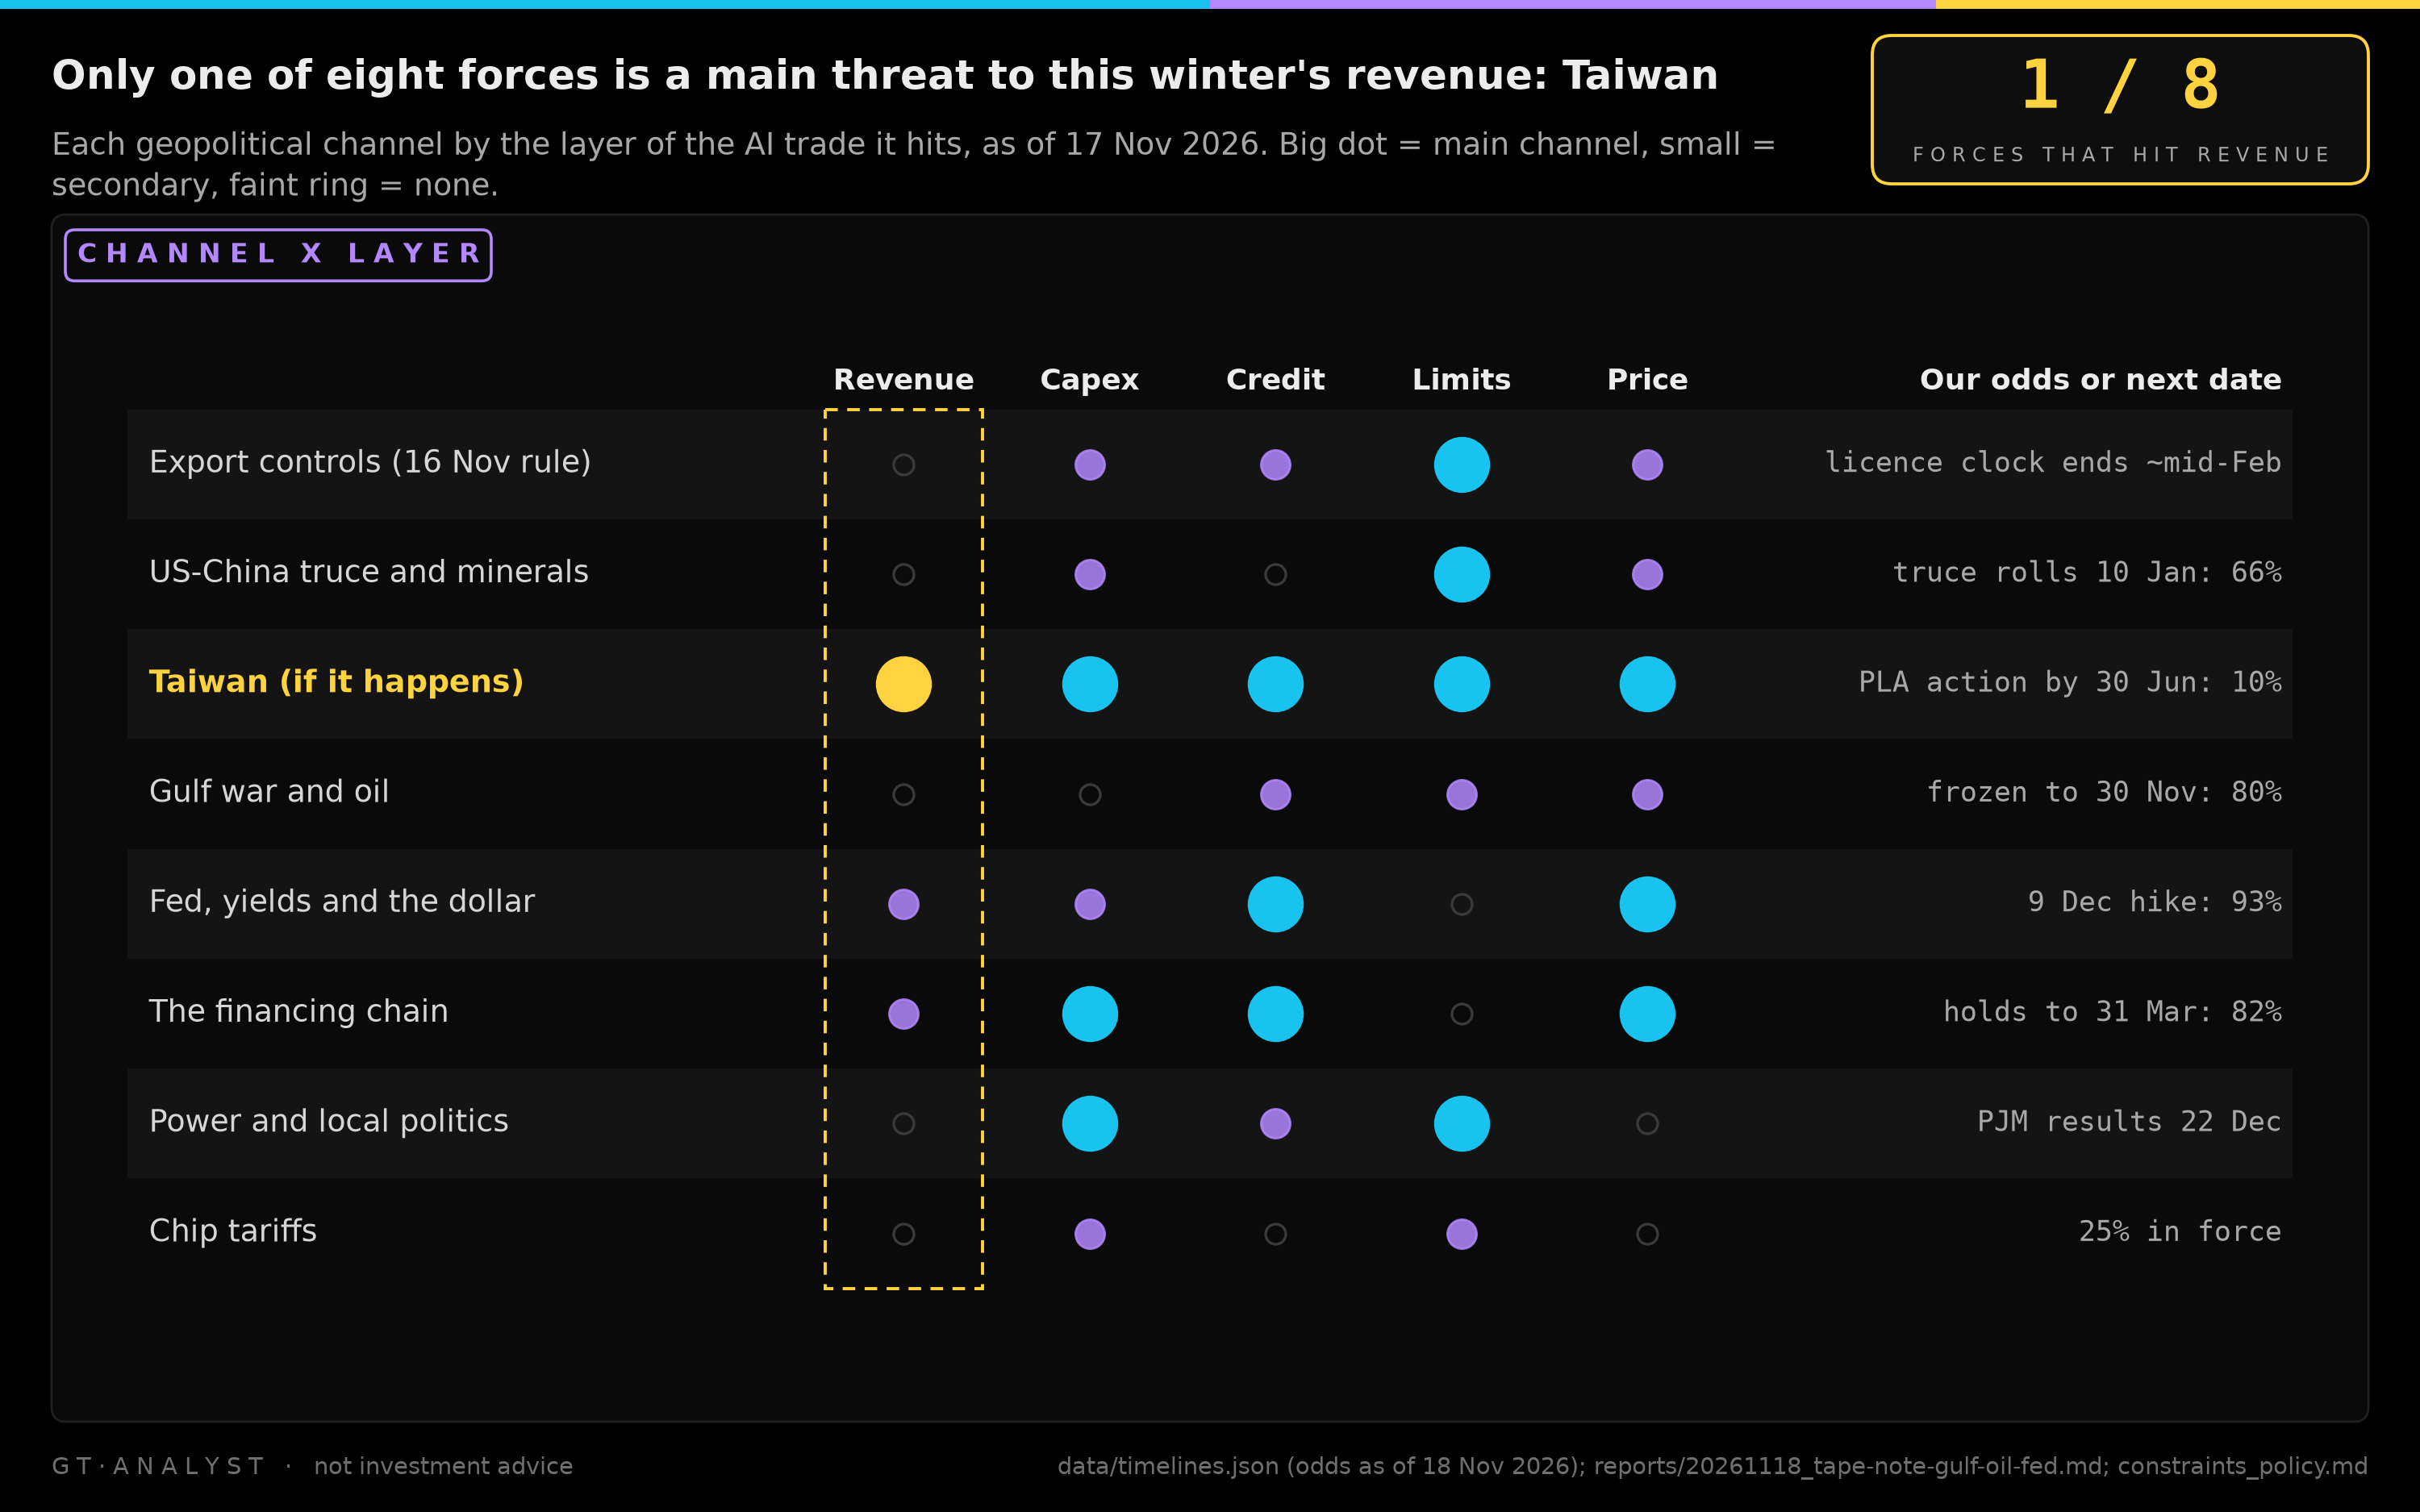 Only one of eight forces is a main threat to this winter's revenue: Taiwan
Each geopolitical channel by the layer of the AI trade it hits, as of 17 Nov 2026. Big dot = main channel, small =
secondary, faint ring = none.
1 / 8
FORCES THAT HIT REVENUE
CHANNEL X LAYER
Revenue Capex Credit Limits Price Our odds or next date
Export controls (16 Nov rule) licence clock ends ~mid-Feb
US-China truce and minerals truce rolls 10 Jan: 66%
Taiwan (if it happens) PLA action by 30 Jun: 10%
Gulf war and oil frozen to 30 Nov: 80%
Fed, yields and the dollar 9 Dec hike: 93%
The financing chain holds to 31 Mar: 82%
Power and local politics PJM results 22 Dec
Chip tariffs 25% in force
GT·ANALYST · not investment advice
data/timelines.json (odds as of 18 Nov 2026); reports/20261118_tape-note-gulf-oil-fed.md; constraints_policy.md